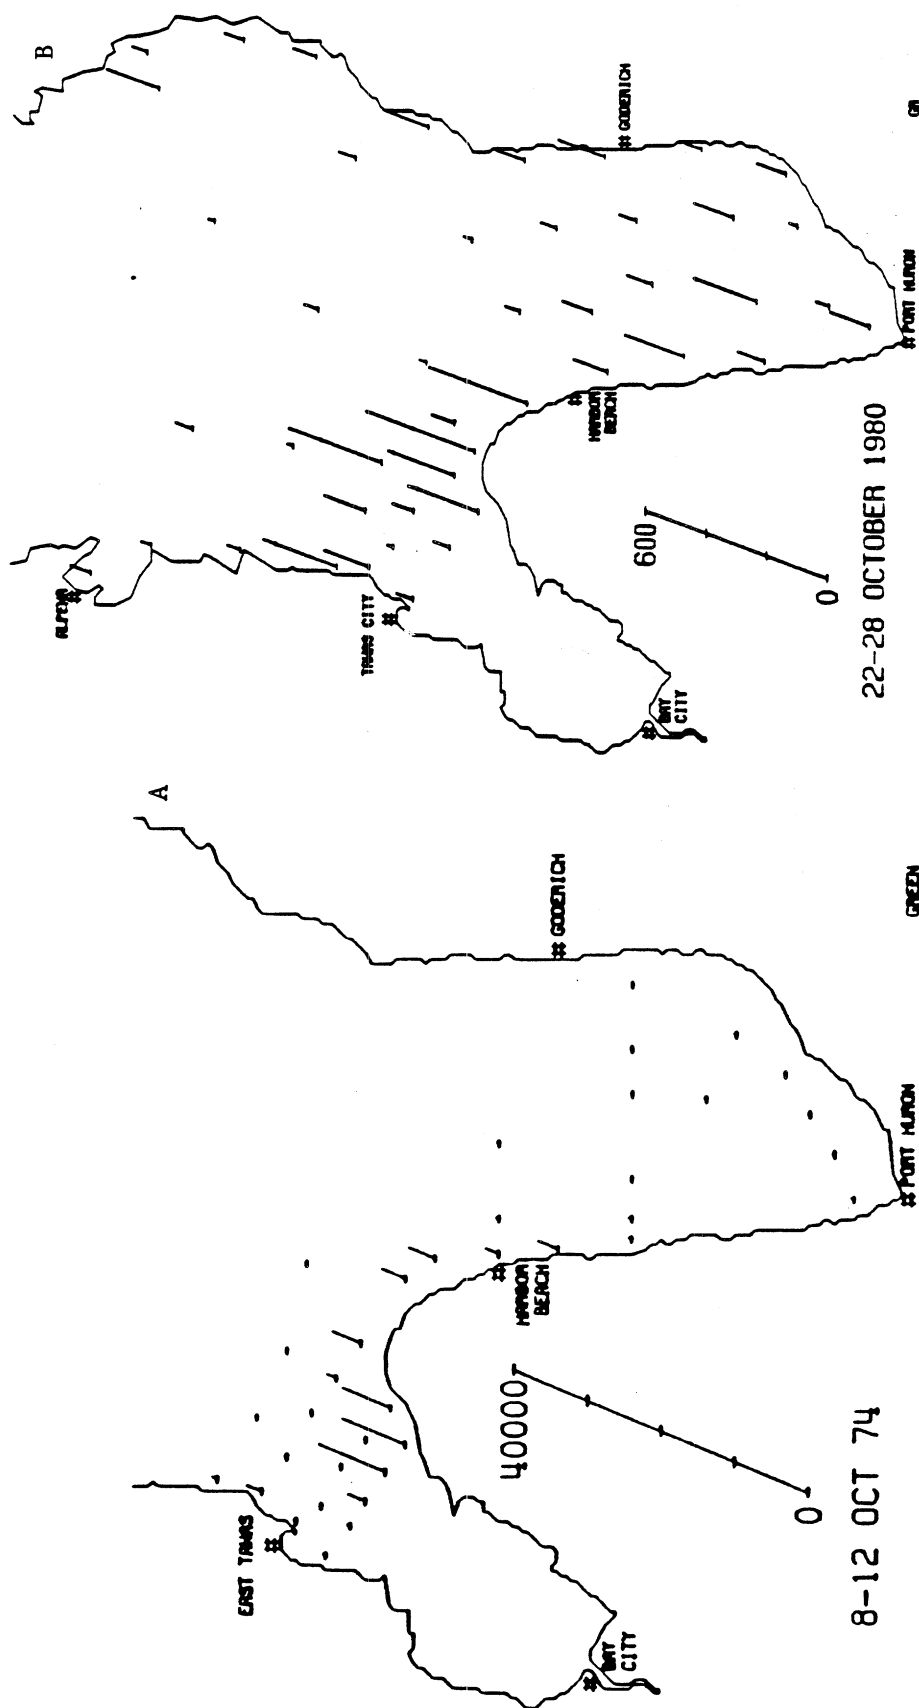 B
ALPENA
TAWAS CITY
## GODERICH
HARBOR
BEACH
BAY
CITY
600
0
22-28 OCTOBER 1980
## PORT HURON
GR
A
EAST TAWAS
## GODERICH
HARBOR
BEACH
BAY
CITY
40000
0
8-12 OCT 74
## PORT HURON
GREEN